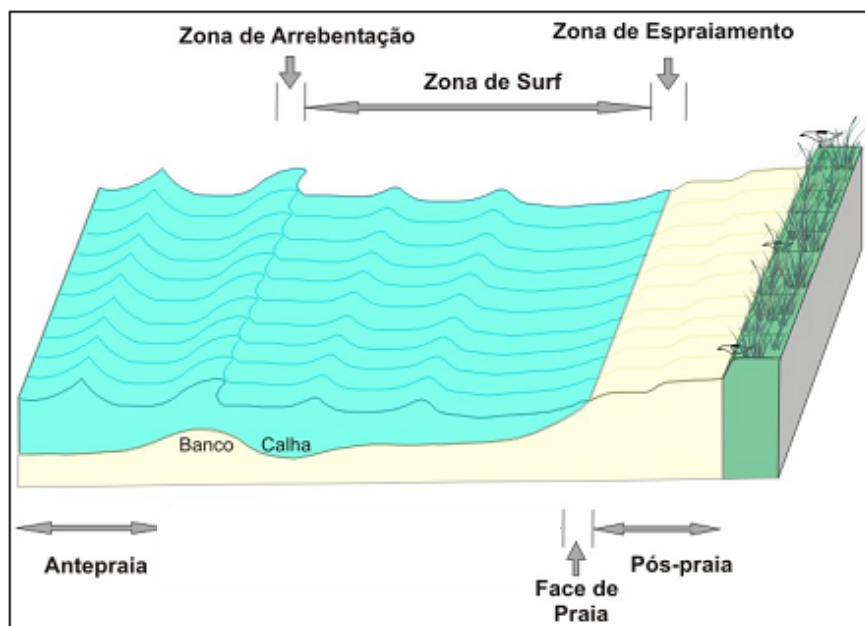 Zona de Arrebentação
Zona de Espraiamento
Zona de Surf
Banco
Calha
Antepraia
Pós-praia
Face de
Praia